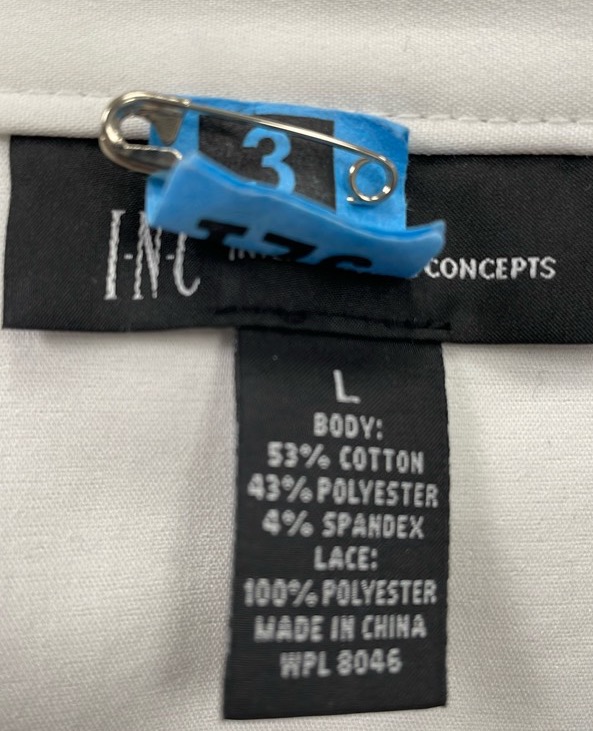 3
I·N·C
CONCEPTS
L
BODY:
53% COTTON
43% POLYESTER
4% SPANDEX
LACE:
100% POLYESTER
MADE IN CHINA
WPL 8046